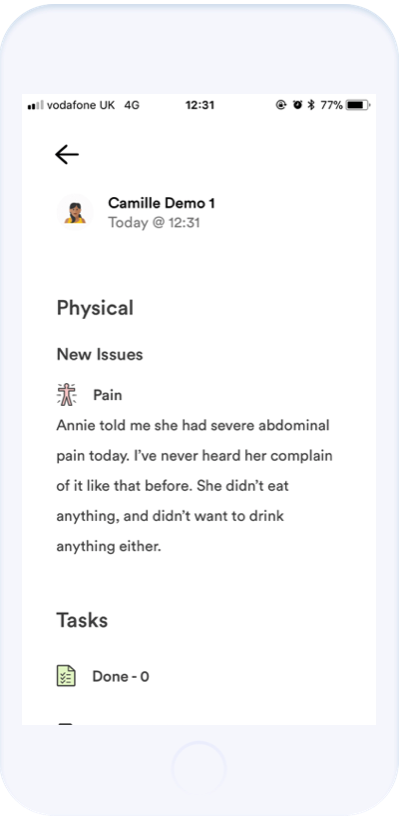 vodafone UK 4G 12:31 77%
Camille Demo 1
Today @ 12:31
Physical
New Issues
Pain
Annie told me she had severe abdominal
pain today. I’ve never heard her complain
of it like that before. She didn’t eat
anything, and didn’t want to drink
anything either.
Tasks
Done - 0